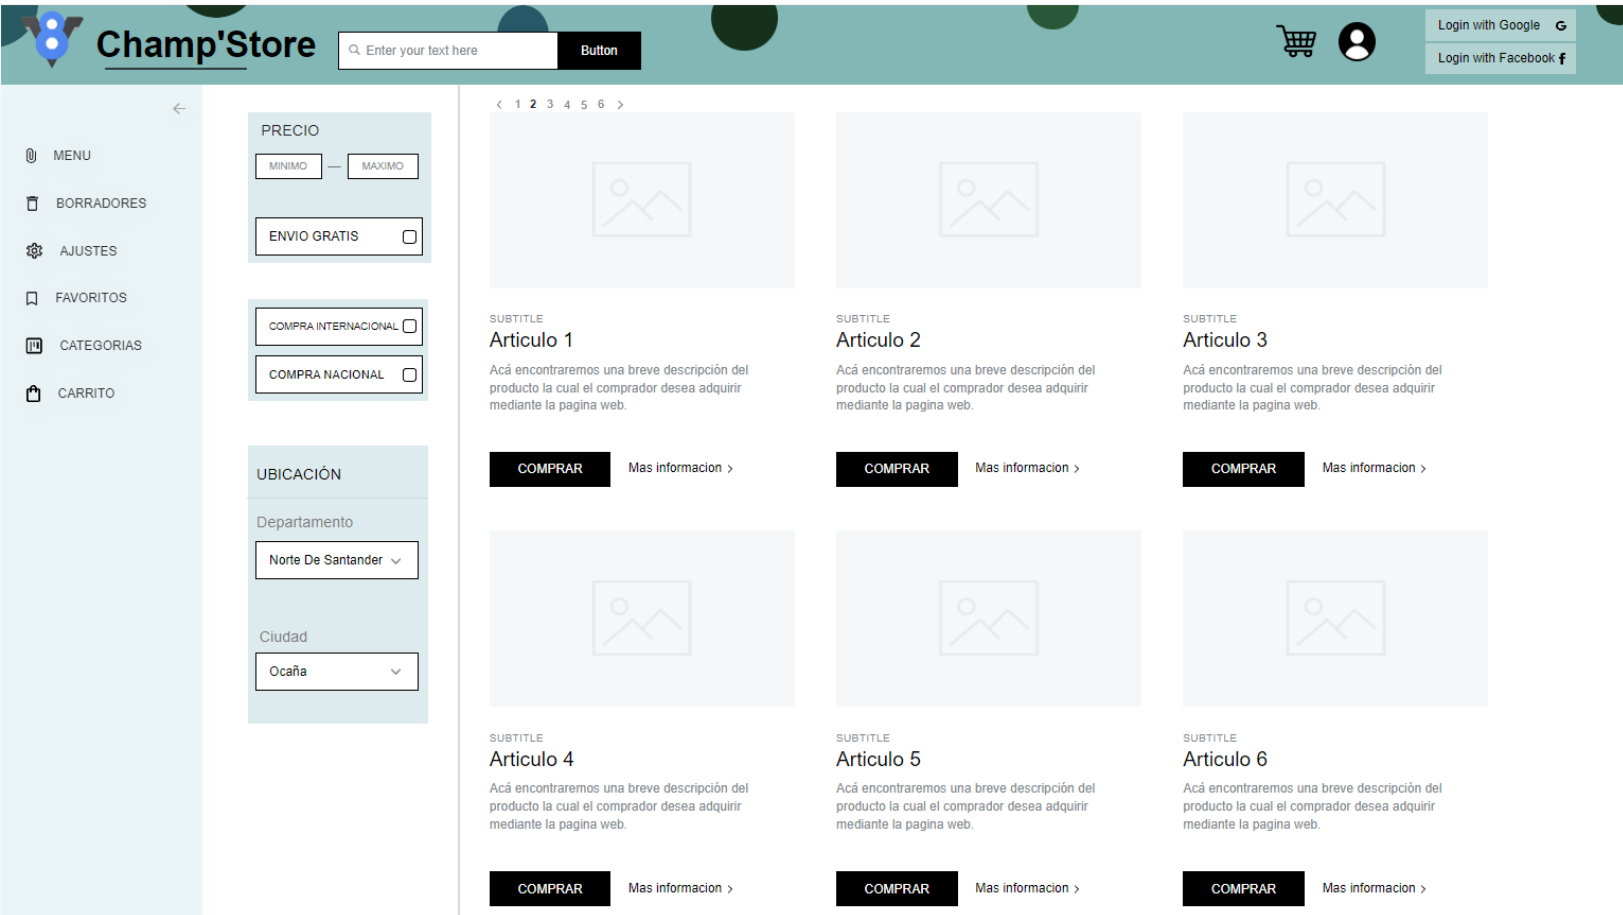 Champ'Store
Enter your text here
Button
Login with Google G
Login with Facebook f
MENU
BORRADORES
AJUSTES
FAVORITOS
CATEGORIAS
CARRITO
PRECIO
MINIMO — MAXIMO
ENVIO GRATIS
COMPRA INTERNACIONAL
COMPRA NACIONAL
UBICACIÓN
Departamento
Norte De Santander
Ciudad
Ocaña
< 1 2 3 4 5 6 >
SUBTITLE
Articulo 1
Acá encontraremos una breve descripción del
producto la cual el comprador desea adquirir
mediante la pagina web.
COMPRAR Mas informacion >
SUBTITLE
Articulo 2
Acá encontraremos una breve descripción del
producto la cual el comprador desea adquirir
mediante la pagina web.
COMPRAR Mas informacion >
SUBTITLE
Articulo 3
Acá encontraremos una breve descripción del
producto la cual el comprador desea adquirir
mediante la pagina web.
COMPRAR Mas informacion >
SUBTITLE
Articulo 4
Acá encontraremos una breve descripción del
producto la cual el comprador desea adquirir
mediante la pagina web.
COMPRAR Mas informacion >
SUBTITLE
Articulo 5
Acá encontraremos una breve descripción del
producto la cual el comprador desea adquirir
mediante la pagina web.
COMPRAR Mas informacion >
SUBTITLE
Articulo 6
Acá encontraremos una breve descripción del
producto la cual el comprador desea adquirir
mediante la pagina web.
COMPRAR Mas informacion >